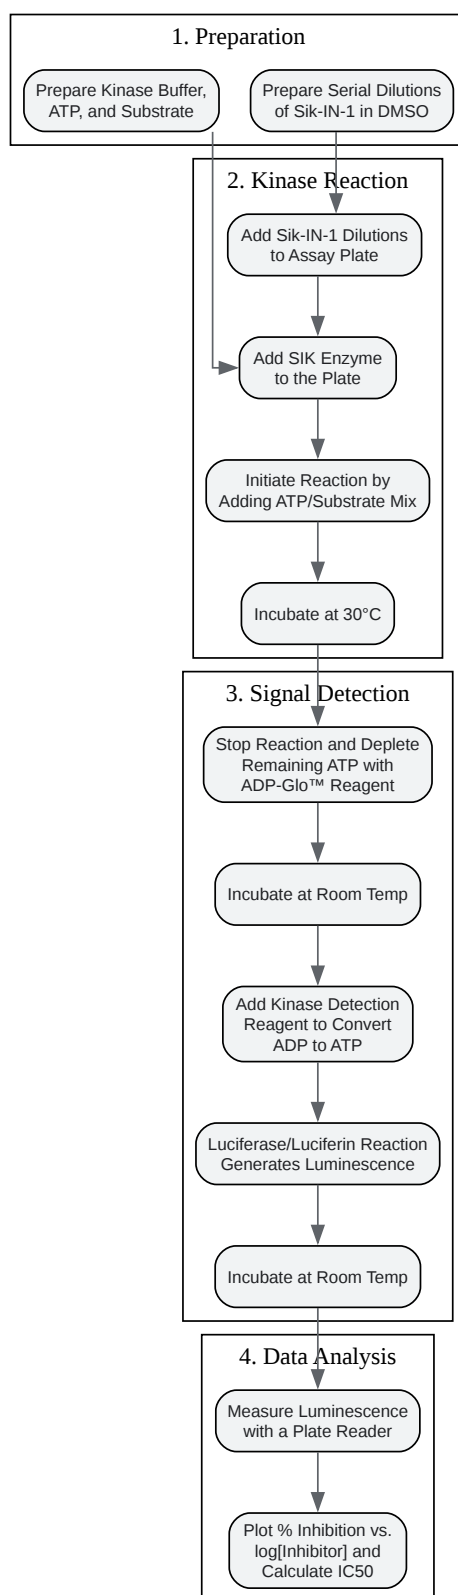 1. Preparation
Prepare Kinase Buffer,
ATP, and Substrate
Prepare Serial Dilutions
of Sik-IN-1 in DMSO
2. Kinase Reaction
Add Sik-IN-1 Dilutions
to Assay Plate
Add SIK Enzyme
to the Plate
Initiate Reaction by
Adding ATP/Substrate Mix
Incubate at 30°C
3. Signal Detection
Stop Reaction and Deplete
Remaining ATP with
ADP-Glo™ Reagent
Incubate at Room Temp
Add Kinase Detection
Reagent to Convert
ADP to ATP
Luciferase/Luciferin Reaction
Generates Luminescence
Incubate at Room Temp
4. Data Analysis
Measure Luminescence
with a Plate Reader
Plot % Inhibition vs.
log[Inhibitor] and
Calculate IC50